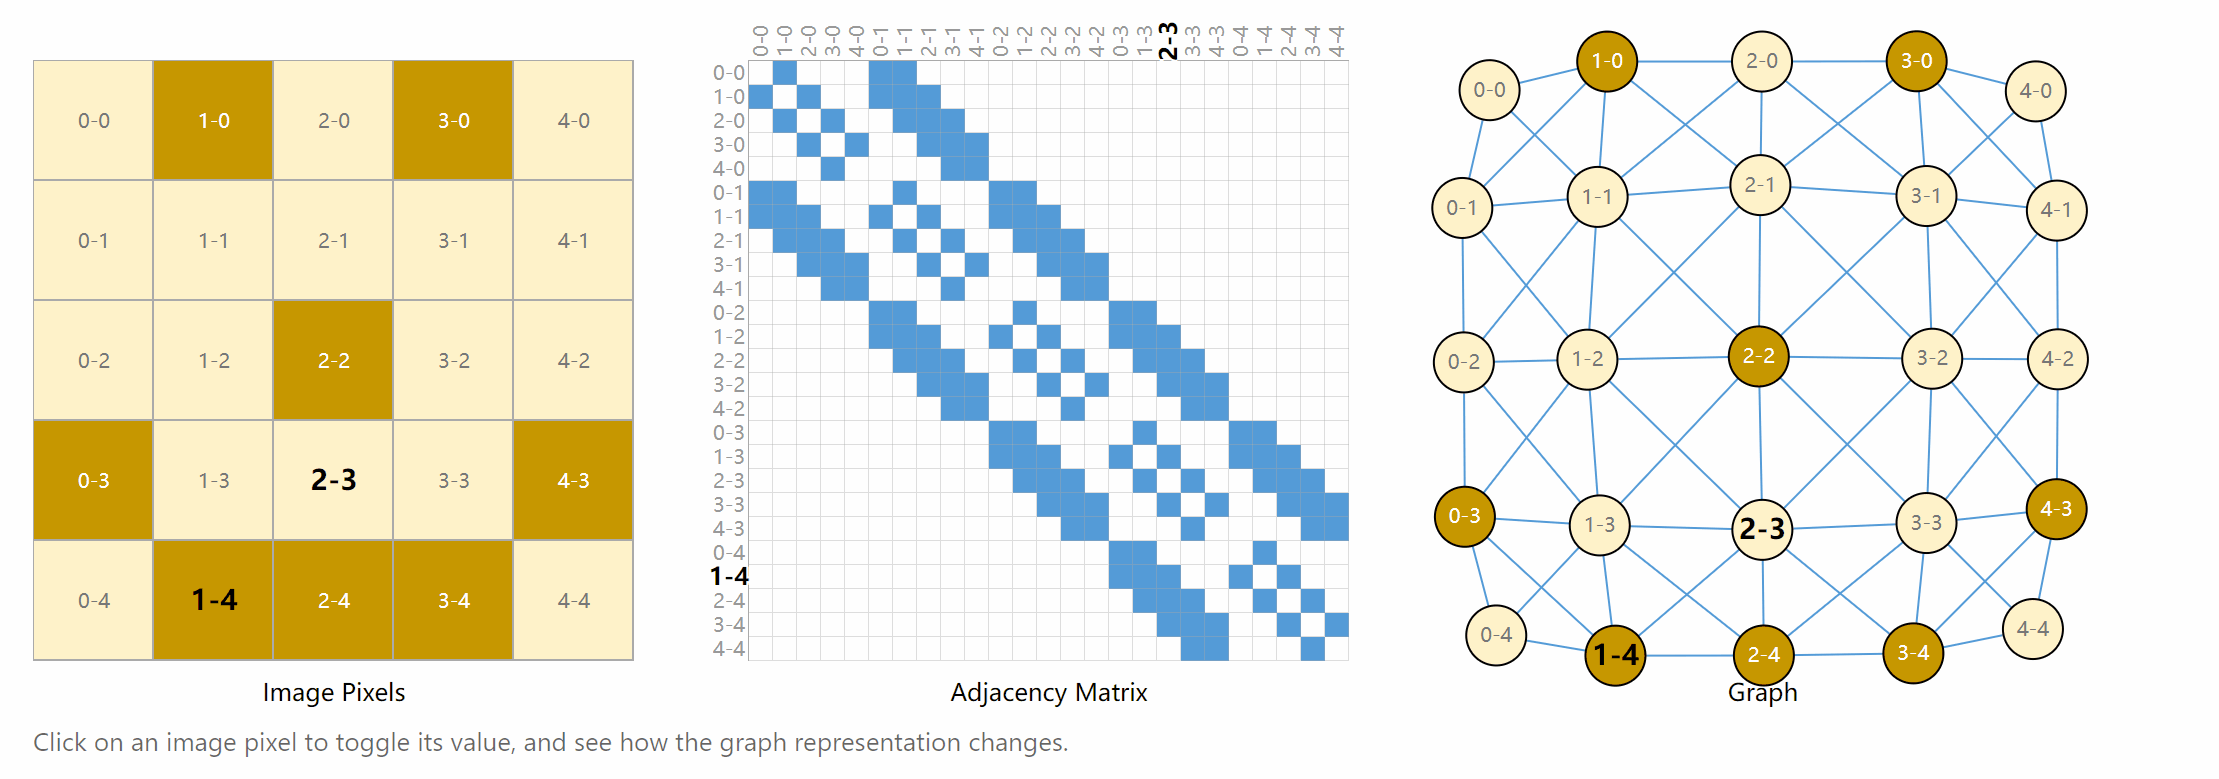 0-0 1-0 2-0 3-0 4-0
0-1 1-1 2-1 3-1 4-1
0-2 1-2 2-2 3-2 4-2
0-3 1-3 2-3 3-3 4-3
0-4 1-4 2-4 3-4 4-4
Image Pixels
0-0 1-0 2-0 3-0 4-0 0-1 1-1 2-1 3-1 4-1 0-2 1-2 2-2 3-2 4-2 0-3 1-3 2-3 3-3 4-3 0-4 1-4 2-4 3-4 4-4
0-0
1-0
2-0
3-0
4-0
0-1
1-1
2-1
3-1
4-1
0-2
1-2
2-2
3-2
4-2
0-3
1-3
2-3
3-3
4-3
0-4
1-4
2-4
3-4
4-4
Adjacency Matrix
0-0 1-0 2-0 3-0 4-0
0-1 1-1 2-1 3-1 4-1
0-2 1-2 2-2 3-2 4-2
0-3 1-3 2-3 3-3 4-3
0-4 1-4 2-4 3-4 4-4
Graph
Click on an image pixel to toggle its value, and see how the graph representation changes.